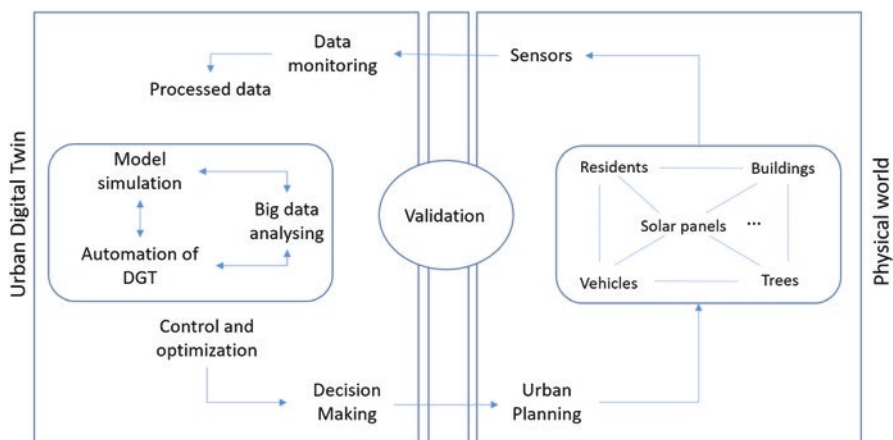 Urban Digital Twin
Data
monitoring
Processed data
Model
simulation
Big data
analysing
Automation of
DGT
Control and
optimization
Decision
Making
Validation
Sensors
Residents
Buildings
Solar panels
...
Vehicles
Trees
Urban
Planning
Physical world